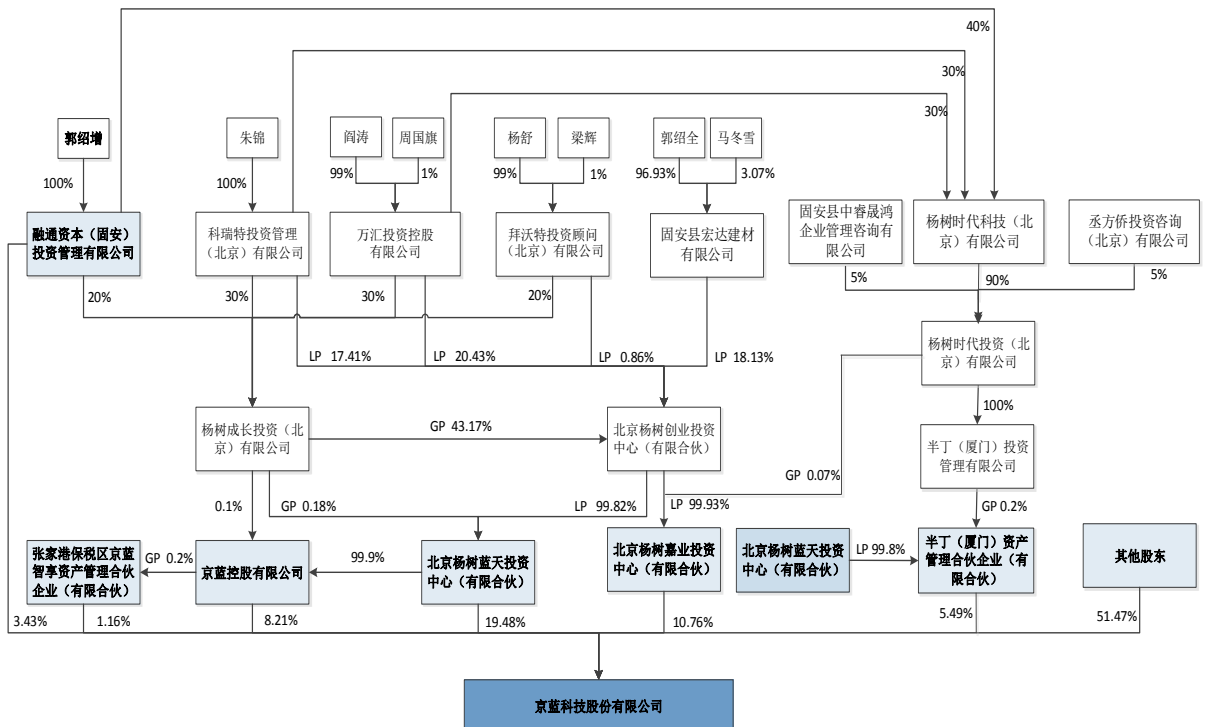 40%
30%
30%
郭绍增
朱锦
阎涛
周国旗
杨舒
梁辉
郭绍全
马冬雪
100%
100%
99%
1%
99%
1%
96.93%
3.07%
融通资本（固安）
投资管理有限公司
科瑞特投资管理
（北京）有限公司
万汇投资控股
有限公司
拜沃特投资顾问
（北京）有限公司
固安县宏达建材
有限公司
固安县中睿晟鸿
企业管理咨询有
限公司
杨树时代科技（北
京）有限公司
丞方侨投资咨询
（北京）有限公司
20%
30%
30%
20%
5%
90%
5%
LP 17.41%
LP 20.43%
LP 0.86%
LP 18.13%
杨树时代投资（北
京）有限公司
100%
杨树成长投资（北
京）有限公司
GP 43.17%
北京杨树创业投资
中心（有限合伙）
半丁（厦门）投资
管理有限公司
GP 0.07%
0.1%
GP 0.18%
LP 99.82%
LP 99.93%
GP 0.2%
张家港保税区京蓝
智享资产管理合伙
企业（有限合伙）
GP 0.2%
京蓝控股有限公司
99.9%
北京杨树蓝天投资
中心（有限合伙）
北京杨树嘉业投资
中心（有限合伙）
北京杨树蓝天投资
中心（有限合伙）
LP 99.8%
半丁（厦门）资产
管理合伙企业（有
限合伙）
其他股东
3.43%
1.16%
8.21%
19.48%
10.76%
5.49%
51.47%
京蓝科技股份有限公司